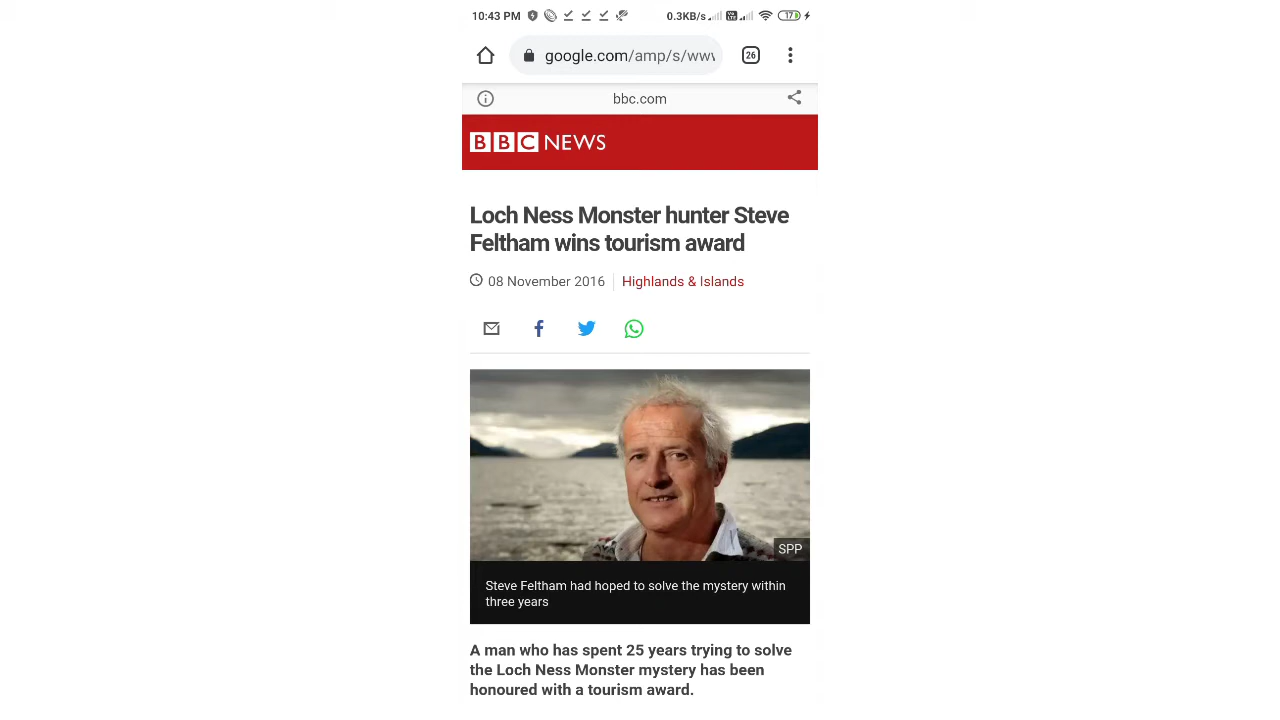 10:43 PM 0.3KB/s 17
google.com/amp/s/www 26
bbc.com
BBC NEWS
Loch Ness Monster hunter Steve
Feltham wins tourism award
08 November 2016 Highlands & Islands
SPP
Steve Feltham had hoped to solve the mystery within
three years
A man who has spent 25 years trying to solve
the Loch Ness Monster mystery has been
honoured with a tourism award.